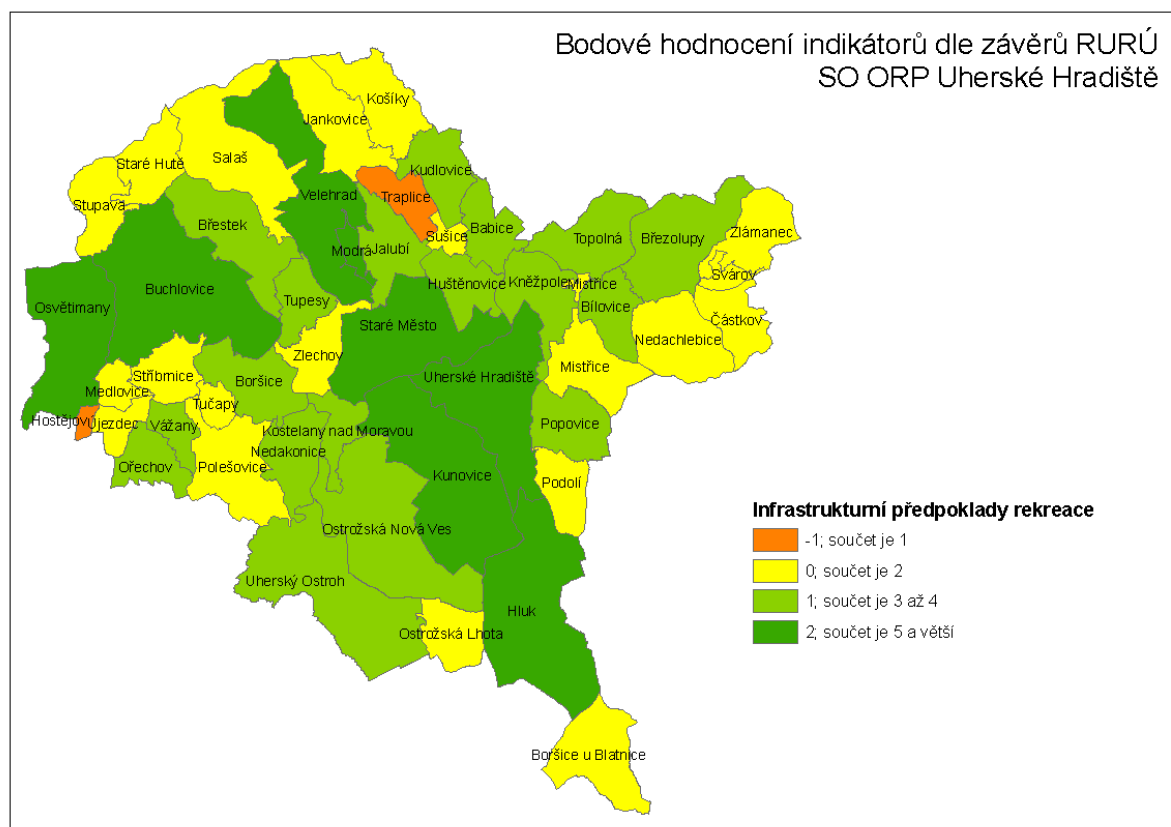 Bodové hodnocení indikátorů dle závěrů RURÚ
SO ORP Uherské Hradiště
Košíky
Jankovice
Staré Hutě
Salaš
Kudlovice
Stupava
Velehrad
Traplice
Břestek
Sušice
Babice
Topolná
Březolupy
Zlámanec
Modrá
Jalubí
Svárov
Osvětimany
Buchlovice
Tupesy
Huštěnovice
Kněžpole
Mistřice
Bílovice
Částkov
Staré Město
Nedachlebice
Zlechov
Stříbrnice
Boršice
Uherské Hradiště
Mistřice
Medlovice
Tučapy
Hostějov
Újezdec
Vážany
Kostelany nad Moravou
Popovice
Nedakonice
Ořechov
Polešovice
Kunovice
Podolí
Ostrožská Nová Ves
Uherský Ostroh
Hluk
Ostrožská Lhota
Boršice u Blatnice
Infrastrukturní předpoklady rekreace
-1; součet je 1
0; součet je 2
1; součet je 3 až 4
2; součet je 5 a větší